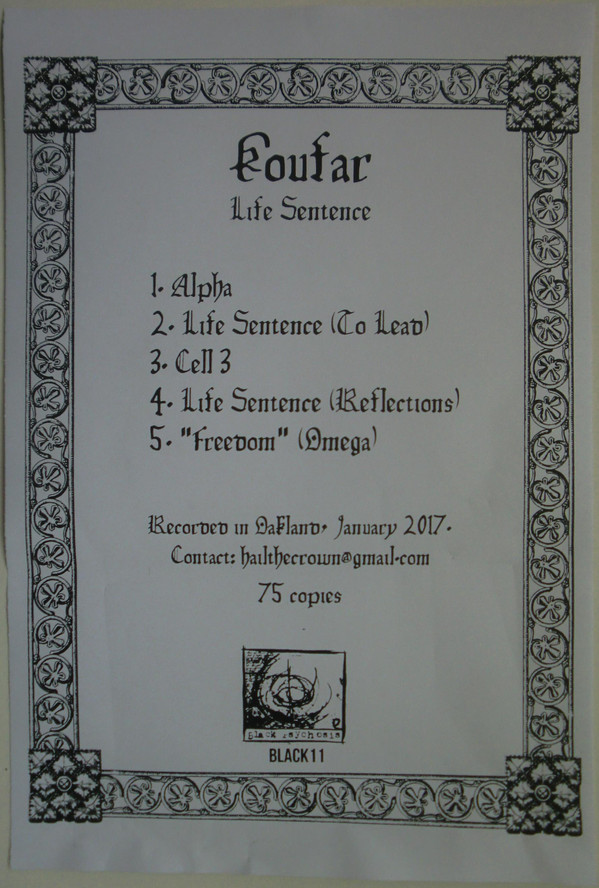 Koufar
Life Sentence
1. Alpha
2. Life Sentence (To Lead)
3. Cell 3
4. Life Sentence (Reflections)
5. "Freedom" (Omega)
Recorded in Oakland, January 2017.
Contact: hailthecrown@gmail.com
75 copies
Black Psychosis
BLACK11